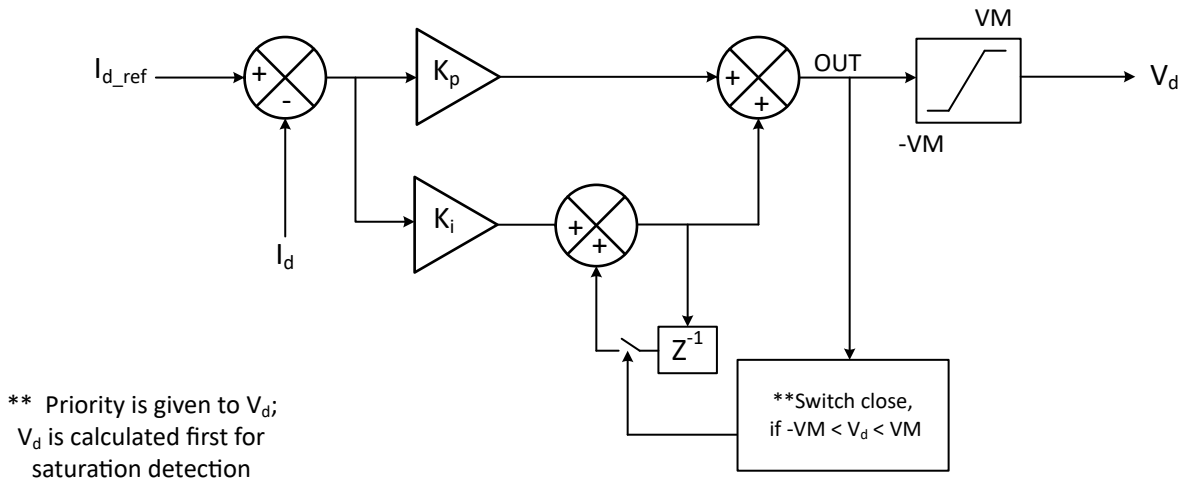 VM
I_d_ref
+
-
K_p
+
+
OUT
V_d
-VM
K_i
+
+
I_d
Z^-1
** Priority is given to V_d;
V_d is calculated first for
saturation detection
**Switch close,
if -VM < V_d < VM